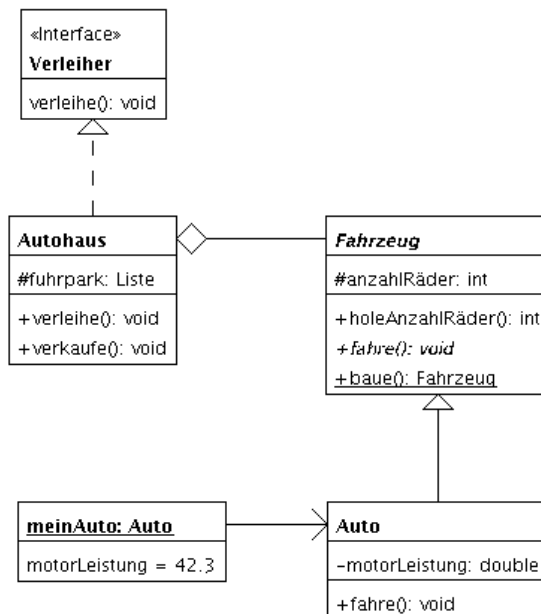 «Interface»
Verleiher
verleihe(): void
Autohaus
#fuhrpark: Liste
+verleihe(): void
+verkaufe(): void
Fahrzeug
#anzahlRäder: int
+holeAnzahlRäder(): int
+fahre(): void
+baue(): Fahrzeug
meinAuto: Auto
motorLeistung = 42.3
Auto
-motorLeistung: double
+fahre(): void